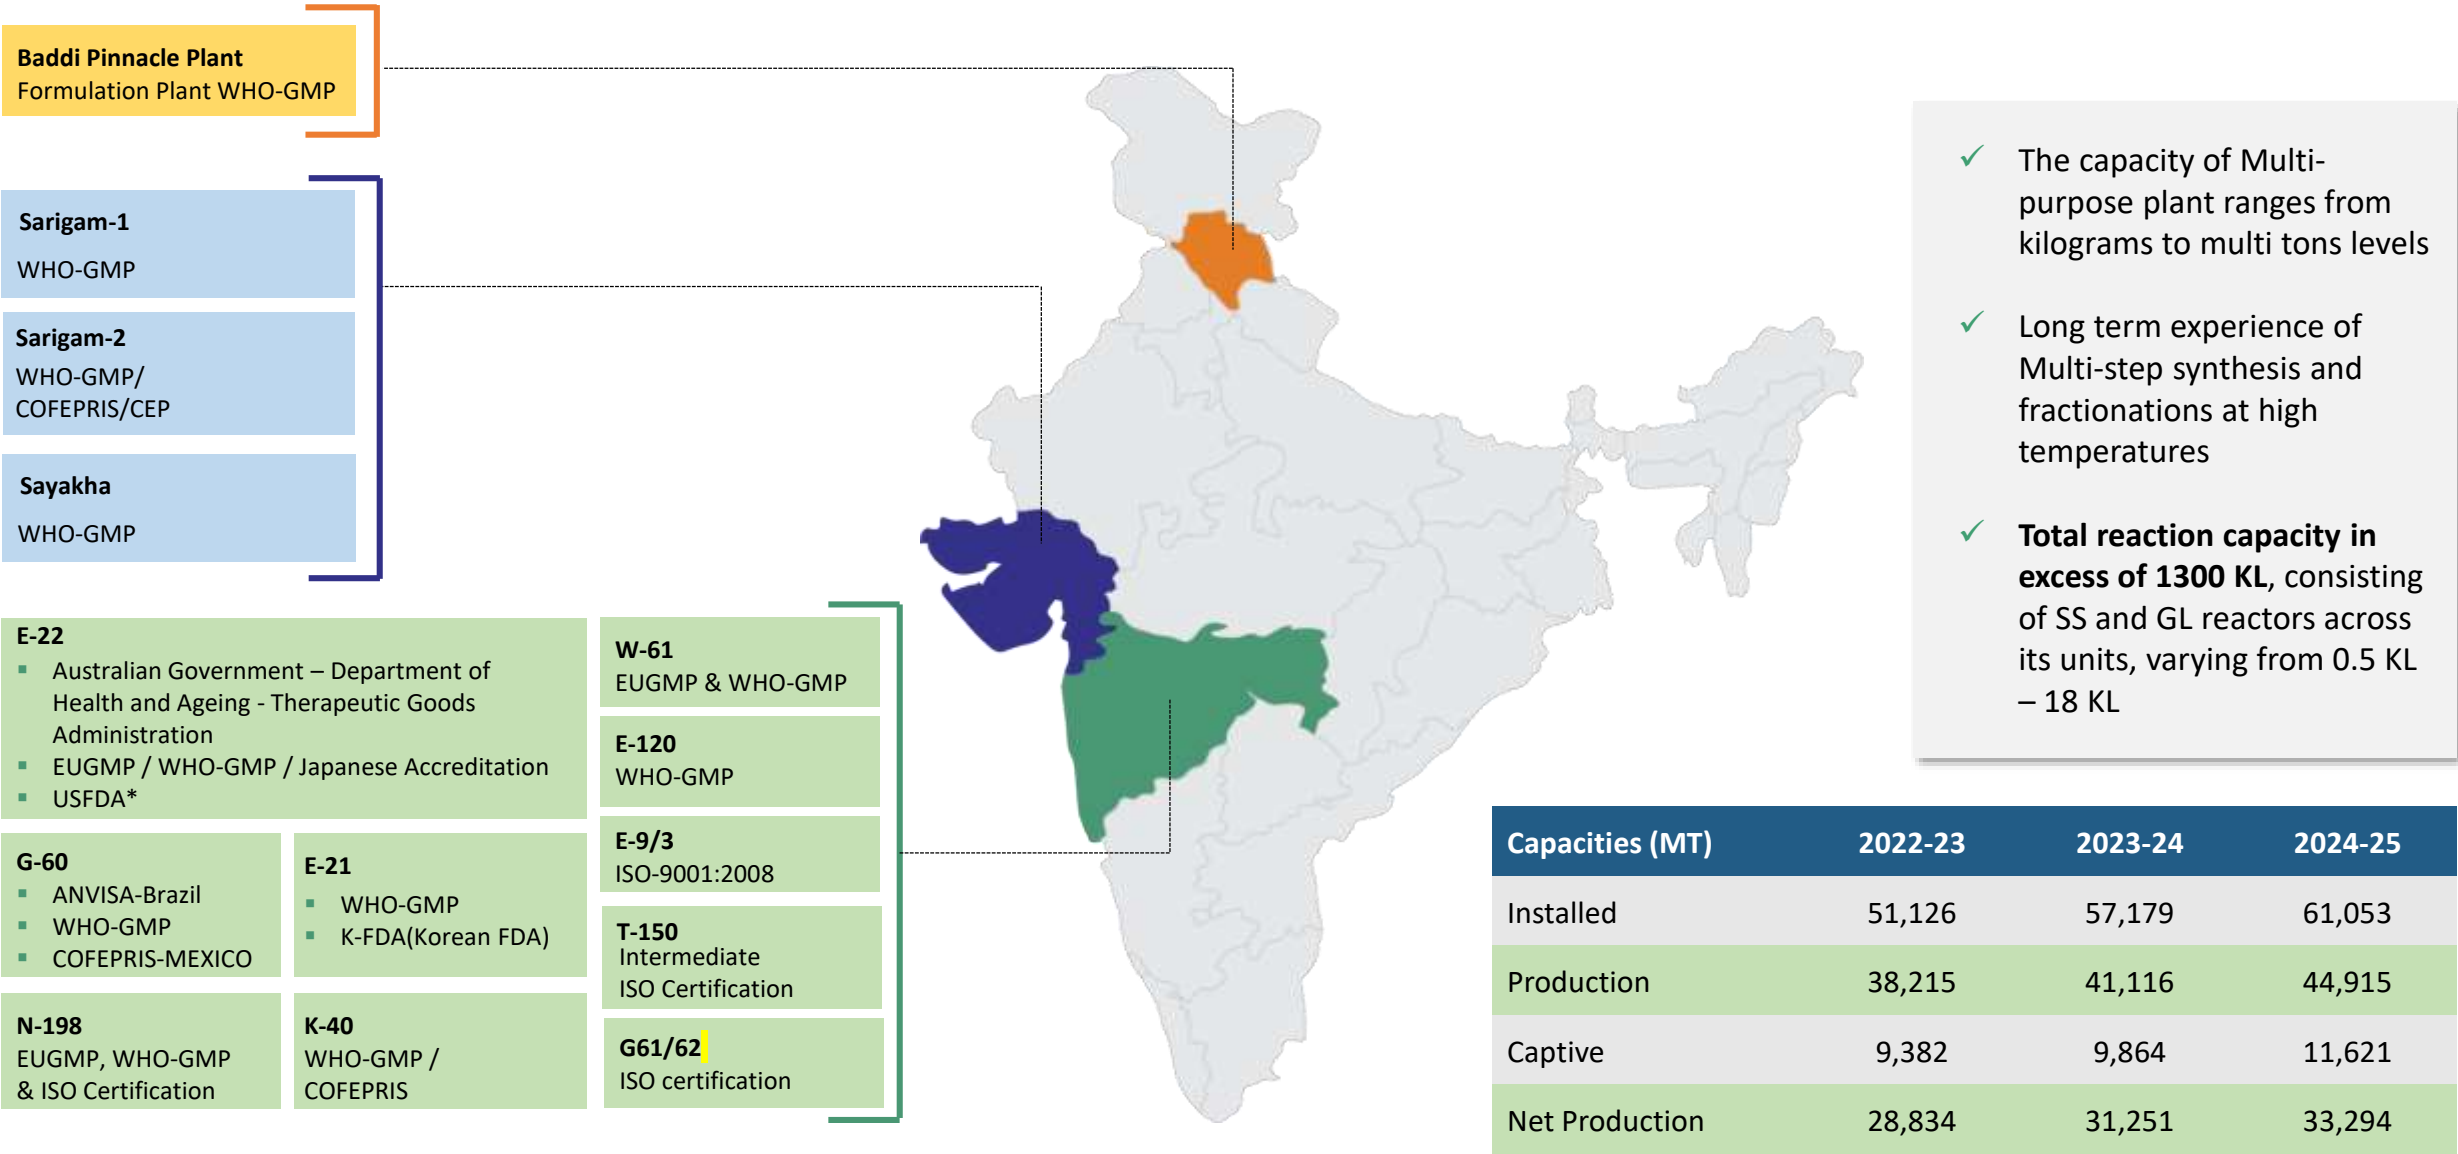 Baddi Pinnacle Plant
Formulation Plant WHO-GMP
Sarigam-1
WHO-GMP
Sarigam-2
WHO-GMP/
COFEPRIS/CEP
Sayakha
WHO-GMP
E-22
▪ Australian Government – Department of
Health and Ageing - Therapeutic Goods
Administration
▪ EUGMP / WHO-GMP / Japanese Accreditation
▪ USFDA*
G-60
▪ ANVISA-Brazil
▪ WHO-GMP
▪ COFEPRIS-MEXICO
E-21
▪ WHO-GMP
▪ K-FDA(Korean FDA)
N-198
EUGMP, WHO-GMP
& ISO Certification
K-40
WHO-GMP /
COFEPRIS
W-61
EUGMP & WHO-GMP
E-120
WHO-GMP
E-9/3
ISO-9001:2008
T-150
Intermediate
ISO Certification
G61/62
ISO certification
✓ The capacity of Multi-
purpose plant ranges from
kilograms to multi tons levels
✓ Long term experience of
Multi-step synthesis and
fractionations at high
temperatures
✓ Total reaction capacity in
excess of 1300 KL, consisting
of SS and GL reactors across
its units, varying from 0.5 KL
– 18 KL
Capacities (MT) 2022-23 2023-24 2024-25
Installed 51,126 57,179 61,053
Production 38,215 41,116 44,915
Captive 9,382 9,864 11,621
Net Production 28,834 31,251 33,294